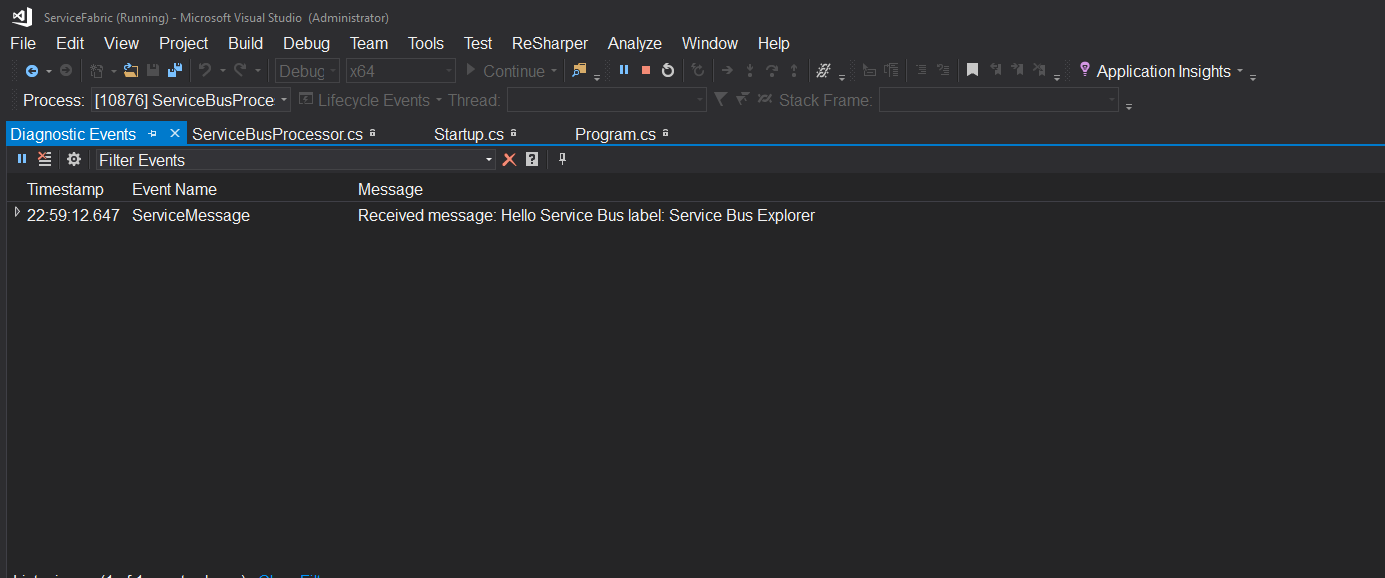 ServiceFabric (Running) - Microsoft Visual Studio (Administrator)
File Edit View Project Build Debug Team Tools Test ReSharper Analyze Window Help
Debug x64 Continue Application Insights
Process: [10876] ServiceBusProce Lifecycle Events Thread: Stack Frame:
Diagnostic Events ServiceBusProcessor.cs Startup.cs Program.cs
Filter Events
Timestamp Event Name Message
22:59:12.647 ServiceMessage Received message: Hello Service Bus label: Service Bus Explorer